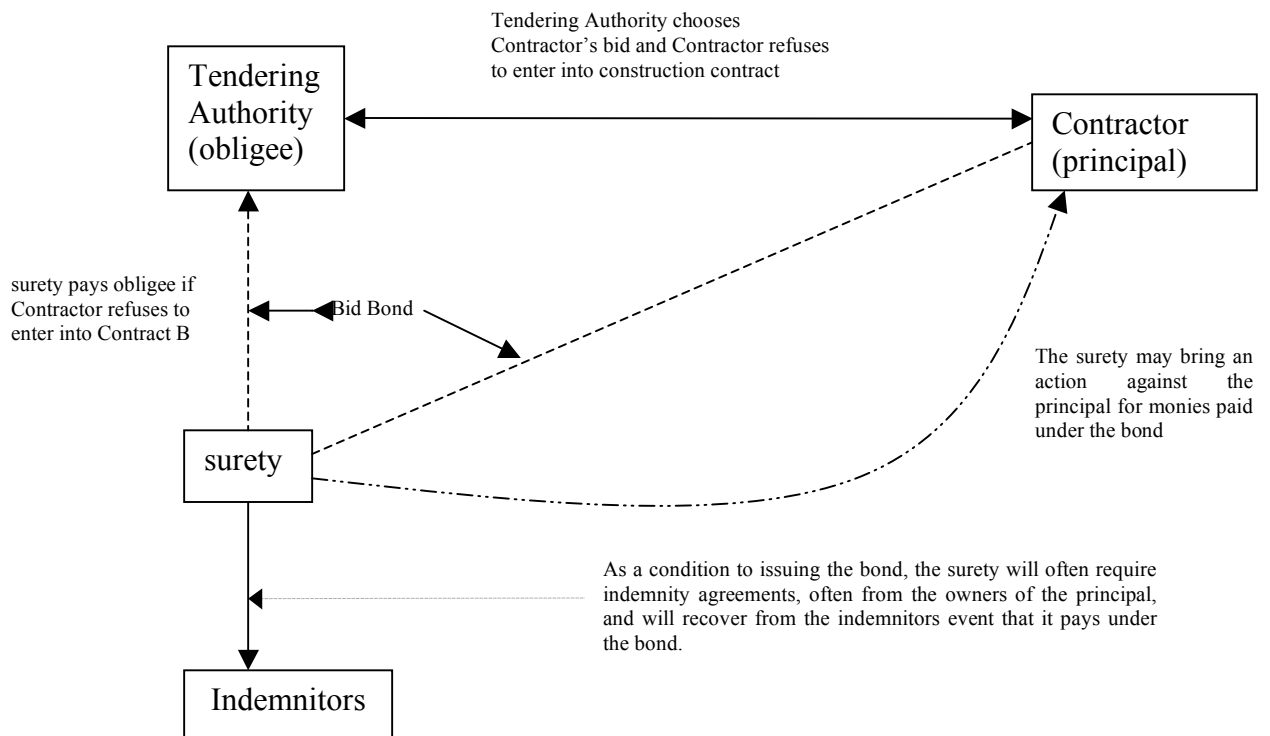 Tendering Authority chooses
Contractor’s bid and Contractor refuses
to enter into construction contract
Tendering
Authority
(obligee)
Contractor
(principal)
surety pays obligee if
Contractor refuses to
enter into Contract B
Bid Bond
The surety may bring an
action against the
principal for monies paid
under the bond
surety
As a condition to issuing the bond, the surety will often require
indemnity agreements, often from the owners of the principal,
and will recover from the indemnitors event that it pays under
the bond.
Indemnitors